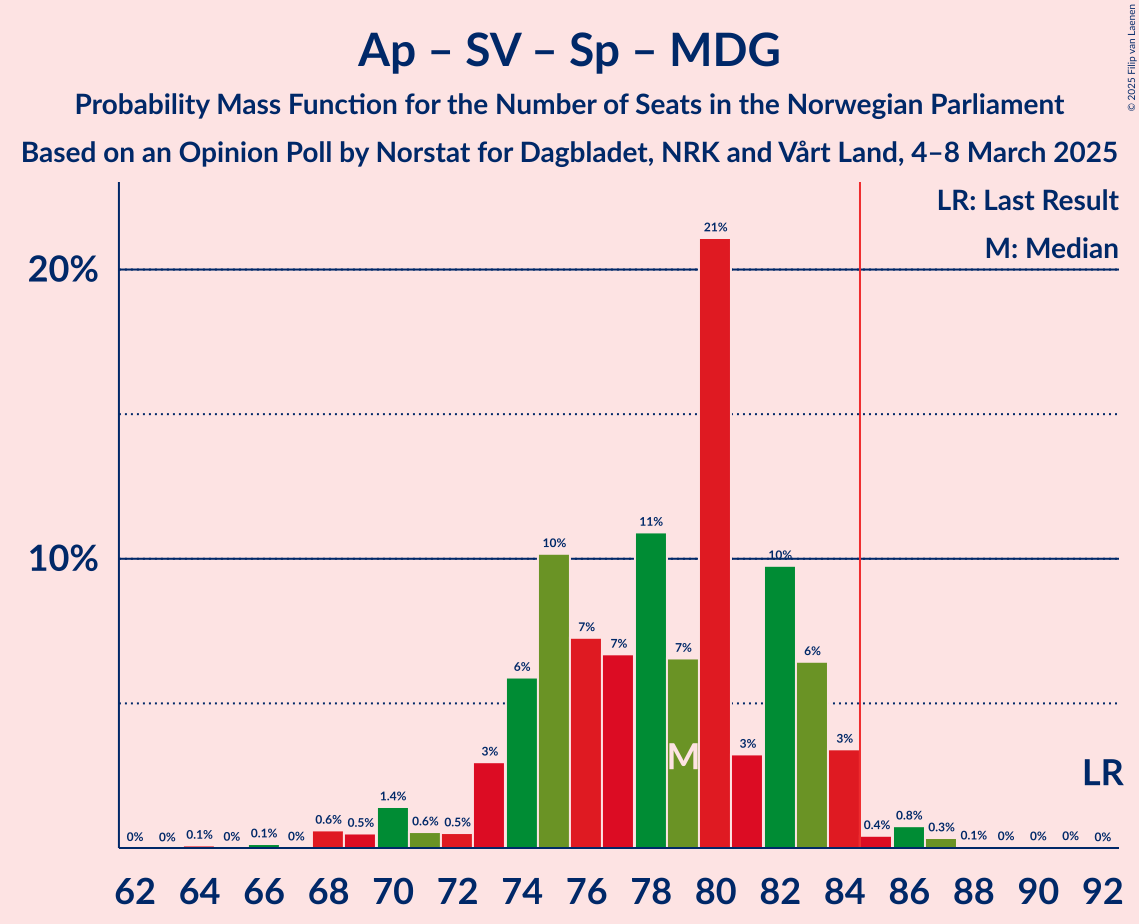 Ap – SV – Sp – MDG
Probability Mass Function for the Number of Seats in the Norwegian Parliament
Based on an Opinion Poll by Norstat for Dagbladet, NRK and Vårt Land, 4–8 March 2025
© 2025 Filip van Laenen
LR: Last Result
M: Median
20%
10%
0% 0% 0.1% 0% 0.1% 0% 0.6% 0.5% 1.4% 0.6% 0.5% 3% 6% 10% 7% 7% 11% 7% 21% 3% 10% 6% 3% 0.4% 0.8% 0.3% 0.1% 0% 0% 0% 0%
M
LR
62 64 66 68 70 72 74 76 78 80 82 84 86 88 90 92